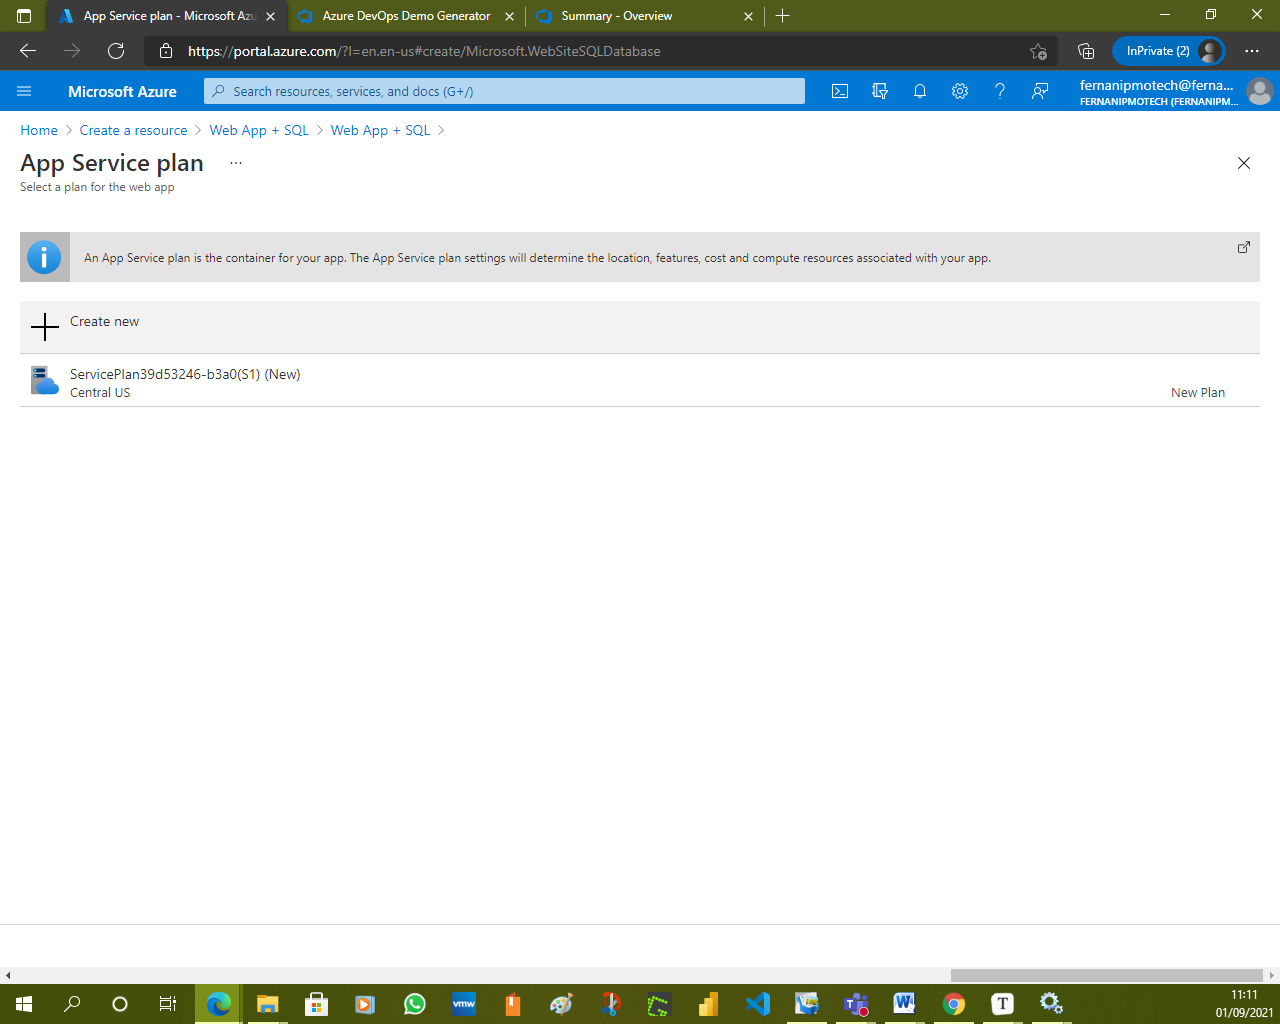 App Service plan - Microsoft Azu
Azure DevOps Demo Generator
Summary - Overview
https://portal.azure.com/?l=en.en-us#create/Microsoft.WebSiteSQLDatabase
InPrivate (2)
Microsoft Azure
Search resources, services, and docs (G+/)
fernanipmotech@ferna...
FERNANIPMOTECH (FERNANIPM...
Home > Create a resource > Web App + SQL > Web App + SQL >
App Service plan ...
Select a plan for the web app
An App Service plan is the container for your app. The App Service plan settings will determine the location, features, cost and compute resources associated with your app.
Create new
ServicePlan39d53246-b3a0(S1) (New)
Central US
New Plan
vmw
T
11:11
01/09/2021